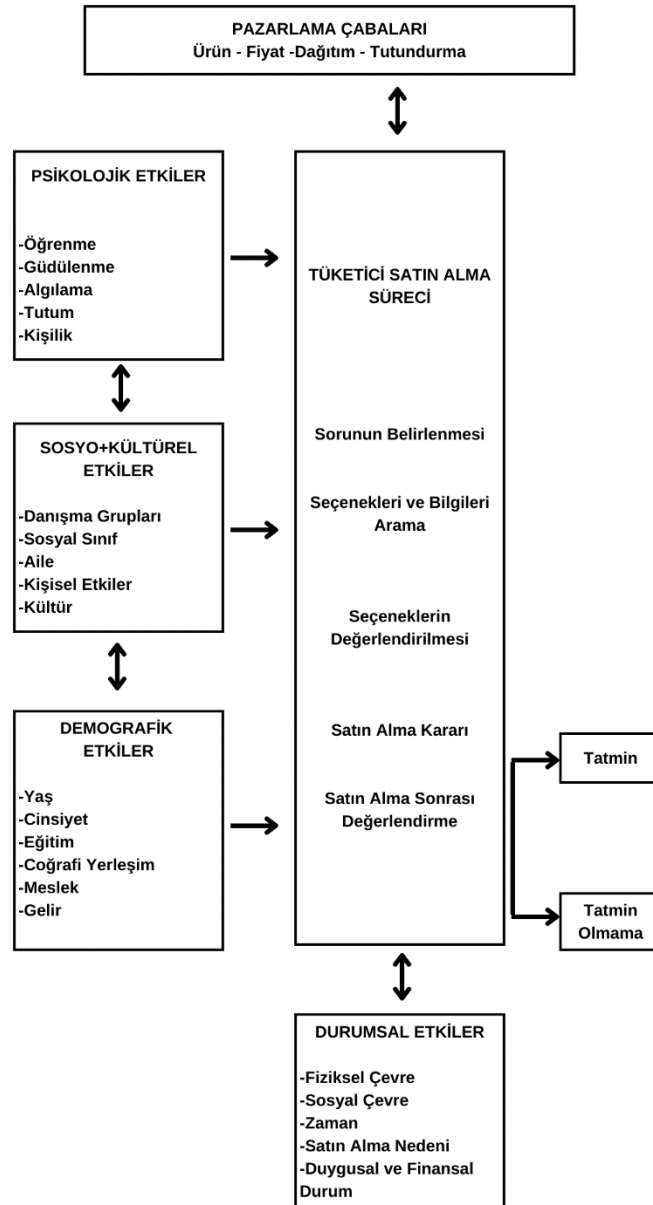 PAZARLAMA ÇABALARI
Ürün - Fiyat -Dağıtım - Tutundurma
PSİKOLOJİK ETKİLER
-Öğrenme
-Güdülenme
-Algılama
-Tutum
-Kişilik
SOSYO+KÜLTÜREL
ETKİLER
-Danışma Grupları
-Sosyal Sınıf
-Aile
-Kişisel Etkiler
-Kültür
DEMOGRAFİK
ETKİLER
-Yaş
-Cinsiyet
-Eğitim
-Coğrafi Yerleşim
-Meslek
-Gelir
TÜKETİCİ SATIN ALMA
SÜRECİ
Sorunun Belirlenmesi
Seçenekleri ve Bilgileri
Arama
Seçeneklerin
Değerlendirilmesi
Satın Alma Kararı
Satın Alma Sonrası
Değerlendirme
Tatmin
Tatmin
Olmama
DURUMSAL ETKİLER
-Fiziksel Çevre
-Sosyal Çevre
-Zaman
-Satın Alma Nedeni
-Duygusal ve Finansal
Durum